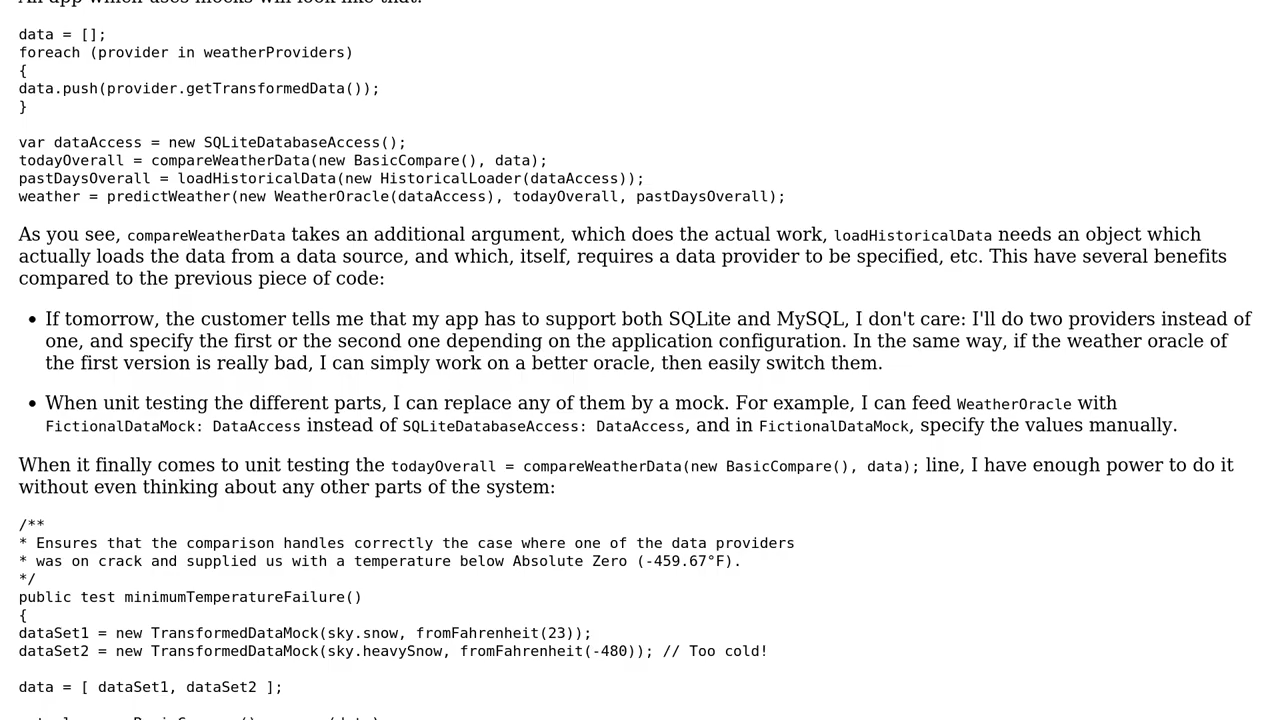 An app which uses mocks will look like that:
data = [];
foreach (provider in weatherProviders)
{
data.push(provider.getTransformedData());
}
var dataAccess = new SQLiteDatabaseAccess();
todayOverall = compareWeatherData(new BasicCompare(), data);
pastDaysOverall = loadHistoricalData(new HistoricalLoader(dataAccess));
weather = predictWeather(new WeatherOracle(dataAccess), todayOverall, pastDaysOverall);
As you see, compareWeatherData takes an additional argument, which does the actual work, loadHistoricalData needs an object which
actually loads the data from a data source, and which, itself, requires a data provider to be specified, etc. This have several benefits
compared to the previous piece of code:
• If tomorrow, the customer tells me that my app has to support both SQLite and MySQL, I don't care: I'll do two providers instead of
one, and specify the first or the second one depending on the application configuration. In the same way, if the weather oracle of
the first version is really bad, I can simply work on a better oracle, then easily switch them.
• When unit testing the different parts, I can replace any of them by a mock. For example, I can feed WeatherOracle with
FictionalDataMock: DataAccess instead of SQLiteDatabaseAccess: DataAccess, and in FictionalDataMock, specify the values manually.
When it finally comes to unit testing the todayOverall = compareWeatherData(new BasicCompare(), data); line, I have enough power to do it
without even thinking about any other parts of the system:
/**
* Ensures that the comparison handles correctly the case where one of the data providers
* was on crack and supplied us with a temperature below Absolute Zero (-459.67°F).
*/
public test minimumTemperatureFailure()
{
dataSet1 = new TransformedDataMock(sky.snow, fromFahrenheit(23));
dataSet2 = new TransformedDataMock(sky.heavySnow, fromFahrenheit(-480)); // Too cold!
data = [ dataSet1, dataSet2 ];